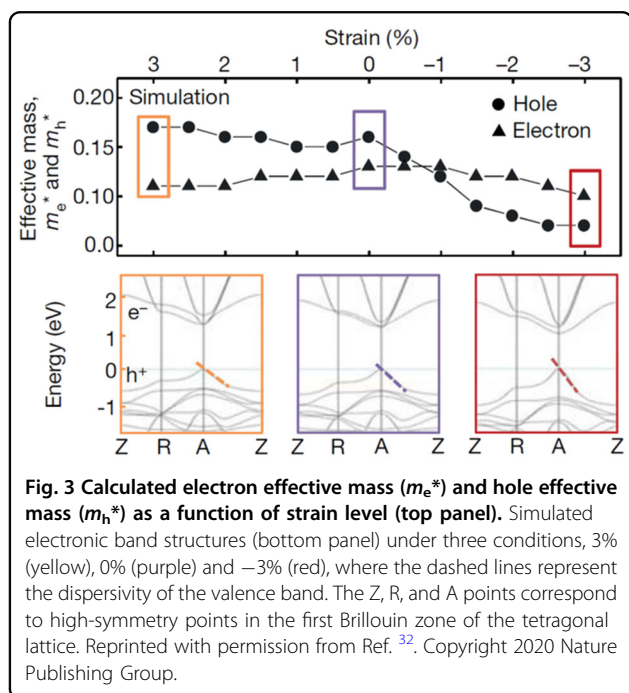 Strain (%)
3 2 1 0 −1 −2 −3
Effective mass,
mₑ* and mₕ*
0.20
0.15
0.10
0.0
Simulation
Hole
Electron
Energy (eV)
2
1
0
-1
e⁻
h⁺
Z R A Z
Z R A Z
Z R A Z
Fig. 3 Calculated electron effective mass (mₑ*) and hole effective
mass (mₕ*) as a function of strain level (top panel). Simulated
electronic band structures (bottom panel) under three conditions, 3%
(yellow), 0% (purple) and −3% (red), where the dashed lines represent
the dispersivity of the valence band. The Z, R, and A points correspond
to high-symmetry points in the first Brillouin zone of the tetragonal
lattice. Reprinted with permission from Ref. ³². Copyright 2020 Nature
Publishing Group.